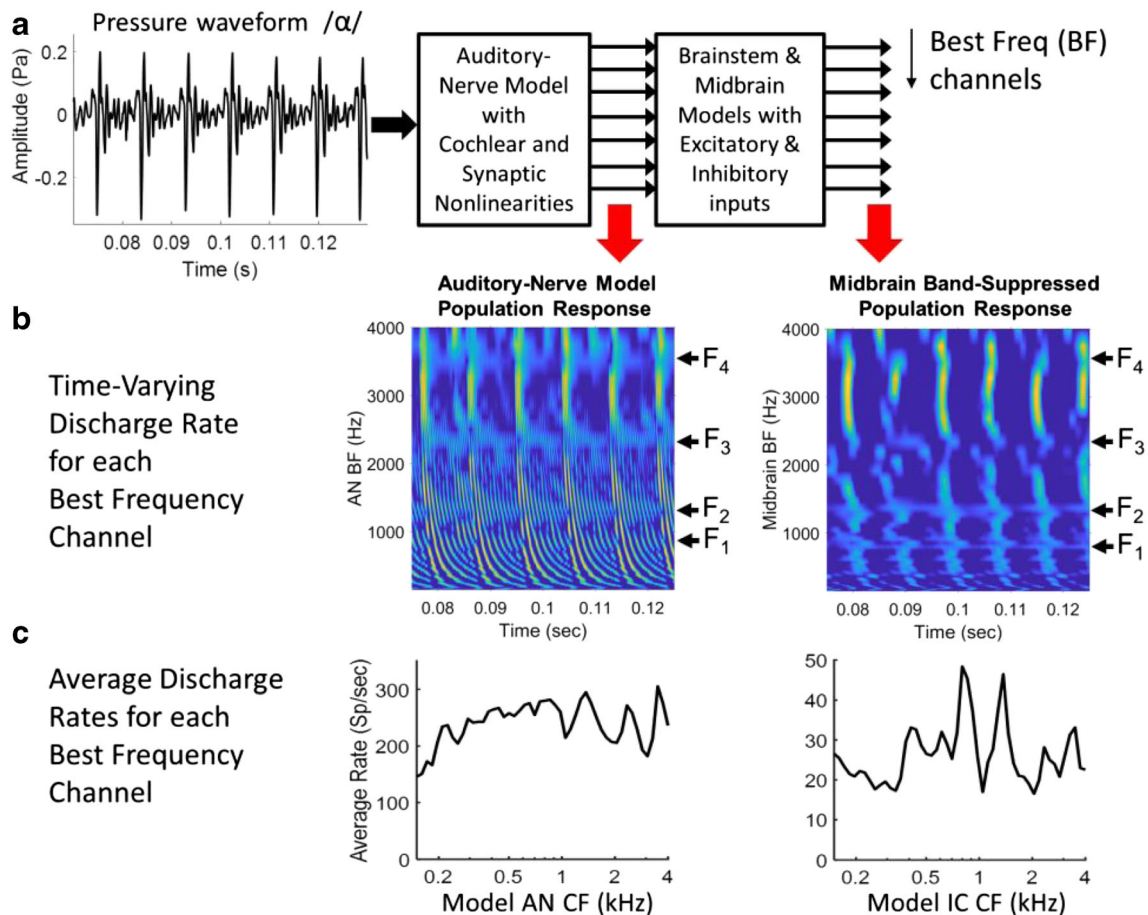 a
Pressure waveform /α/
Amplitude (Pa)
0.2
0
-0.2
0.08 0.09 0.1 0.11 0.12
Time (s)
Auditory-
Nerve Model
with
Cochlear and
Synaptic
Nonlinearities
Brainstem &
Midbrain
Models with
Excitatory &
Inhibitory
inputs
Best Freq (BF)
channels
b
Time-Varying
Discharge Rate
for each
Best Frequency
Channel
Auditory-Nerve Model
Population Response
AN BF (Hz)
4000
3000
2000
1000
F4
F3
F2
F1
0.08 0.09 0.1 0.11 0.12
Time (sec)
Midbrain Band-Suppressed
Population Response
Midbrain BF (Hz)
4000
3000
2000
1000
F4
F3
F2
F1
0.08 0.09 0.1 0.11 0.12
Time (sec)
c
Average Discharge
Rates for each
Best Frequency
Channel
Average Rate (Sp/sec)
300
200
100
0
0.2 1 2 4
Model AN CF (kHz)
50
40
30
20
10
0
0.2 1 2 4
Model IC CF (kHz)